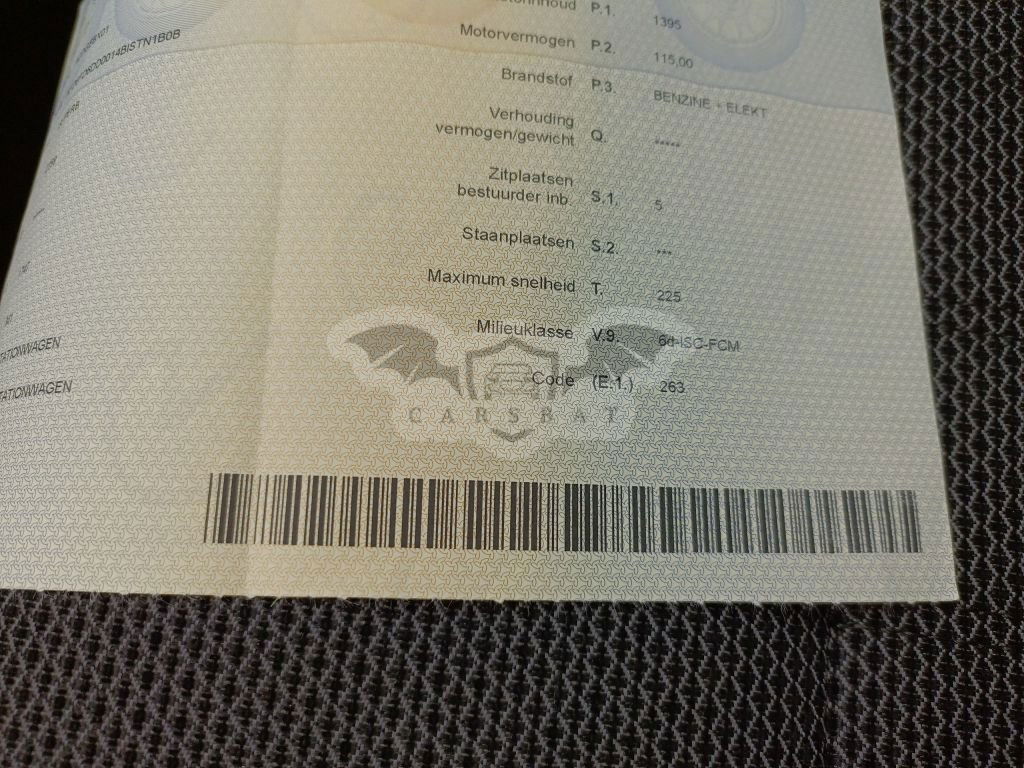 P.1. 1395
Motorvermogen P.2. 115,00
Brandstof P.3. BENZINE + ELEKT
Verhouding
vermogen/gewicht Q. *****
Zitplaatsen
bestuurder inb. S.1. 5
Staanplaatsen S.2. ***
Maximum snelheid T. 225
Milieuklasse V.9. 6d-ISC-FCM
Code (E.1.) 263
CARSBAT
TATIONWAGEN
TATIONWAGEN